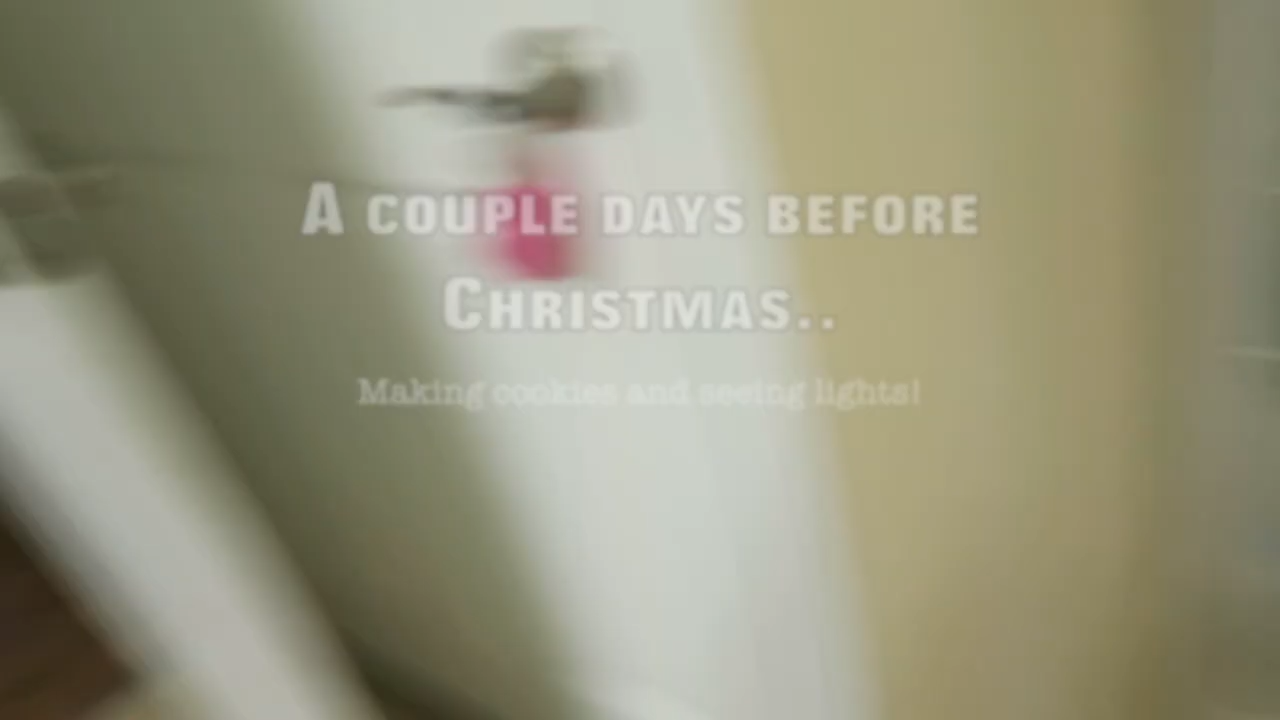 A couple days before
Christmas..
Making cookies and seeing lights!